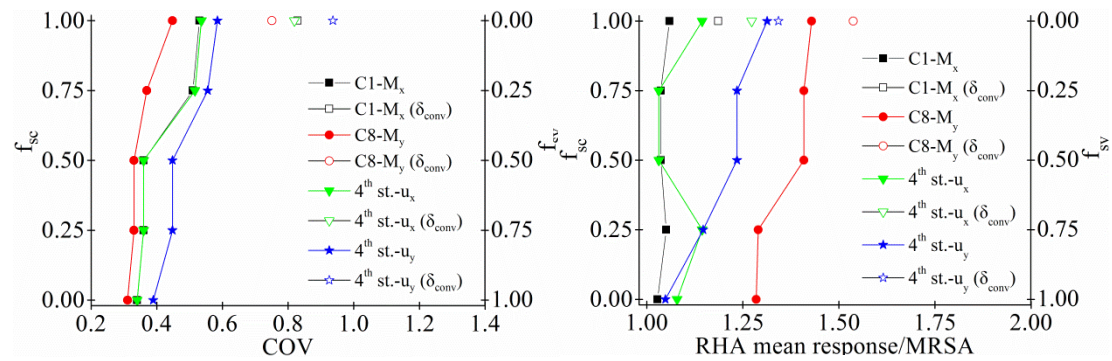 1.00
0.75
0.50
0.25
0.00
f_sc
0.2 0.4 0.6 0.8 1.0 1.2 1.4
COV
0.00
0.25
0.50
0.75
1.00
f_sv
C1-M_x
C1-M_x (δ_conv)
C8-M_y
C8-M_y (δ_conv)
4^th st.-u_x
4^th st.-u_x (δ_conv)
4^th st.-u_y
4^th st.-u_y (δ_conv)
1.00
0.75
0.50
0.25
0.00
f_sc
1.00 1.25 1.50 1.75 2.00
RHA mean response/MRSA
0.00
0.25
0.50
0.75
1.00
f_sv
C1-M_x
C1-M_x (δ_conv)
C8-M_y
C8-M_y (δ_conv)
4^th st.-u_x
4^th st.-u_x (δ_conv)
4^th st.-u_y
4^th st.-u_y (δ_conv)